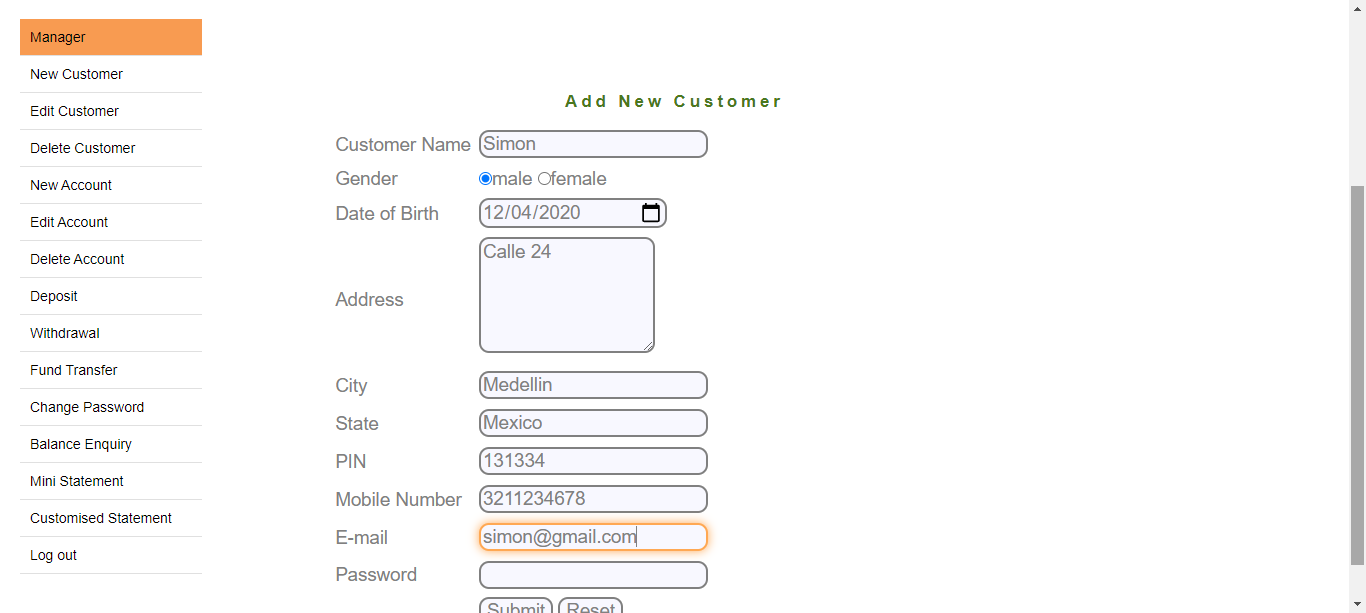 Manager
New Customer
Edit Customer
Delete Customer
New Account
Edit Account
Delete Account
Deposit
Withdrawal
Fund Transfer
Change Password
Balance Enquiry
Mini Statement
Customised Statement
Log out
Add New Customer
Customer Name Simon
Gender male female
Date of Birth 12/04/2020
Address Calle 24
City Medellin
State Mexico
PIN 131334
Mobile Number 3211234678
E-mail simon@gmail.com
Password
Submit Reset